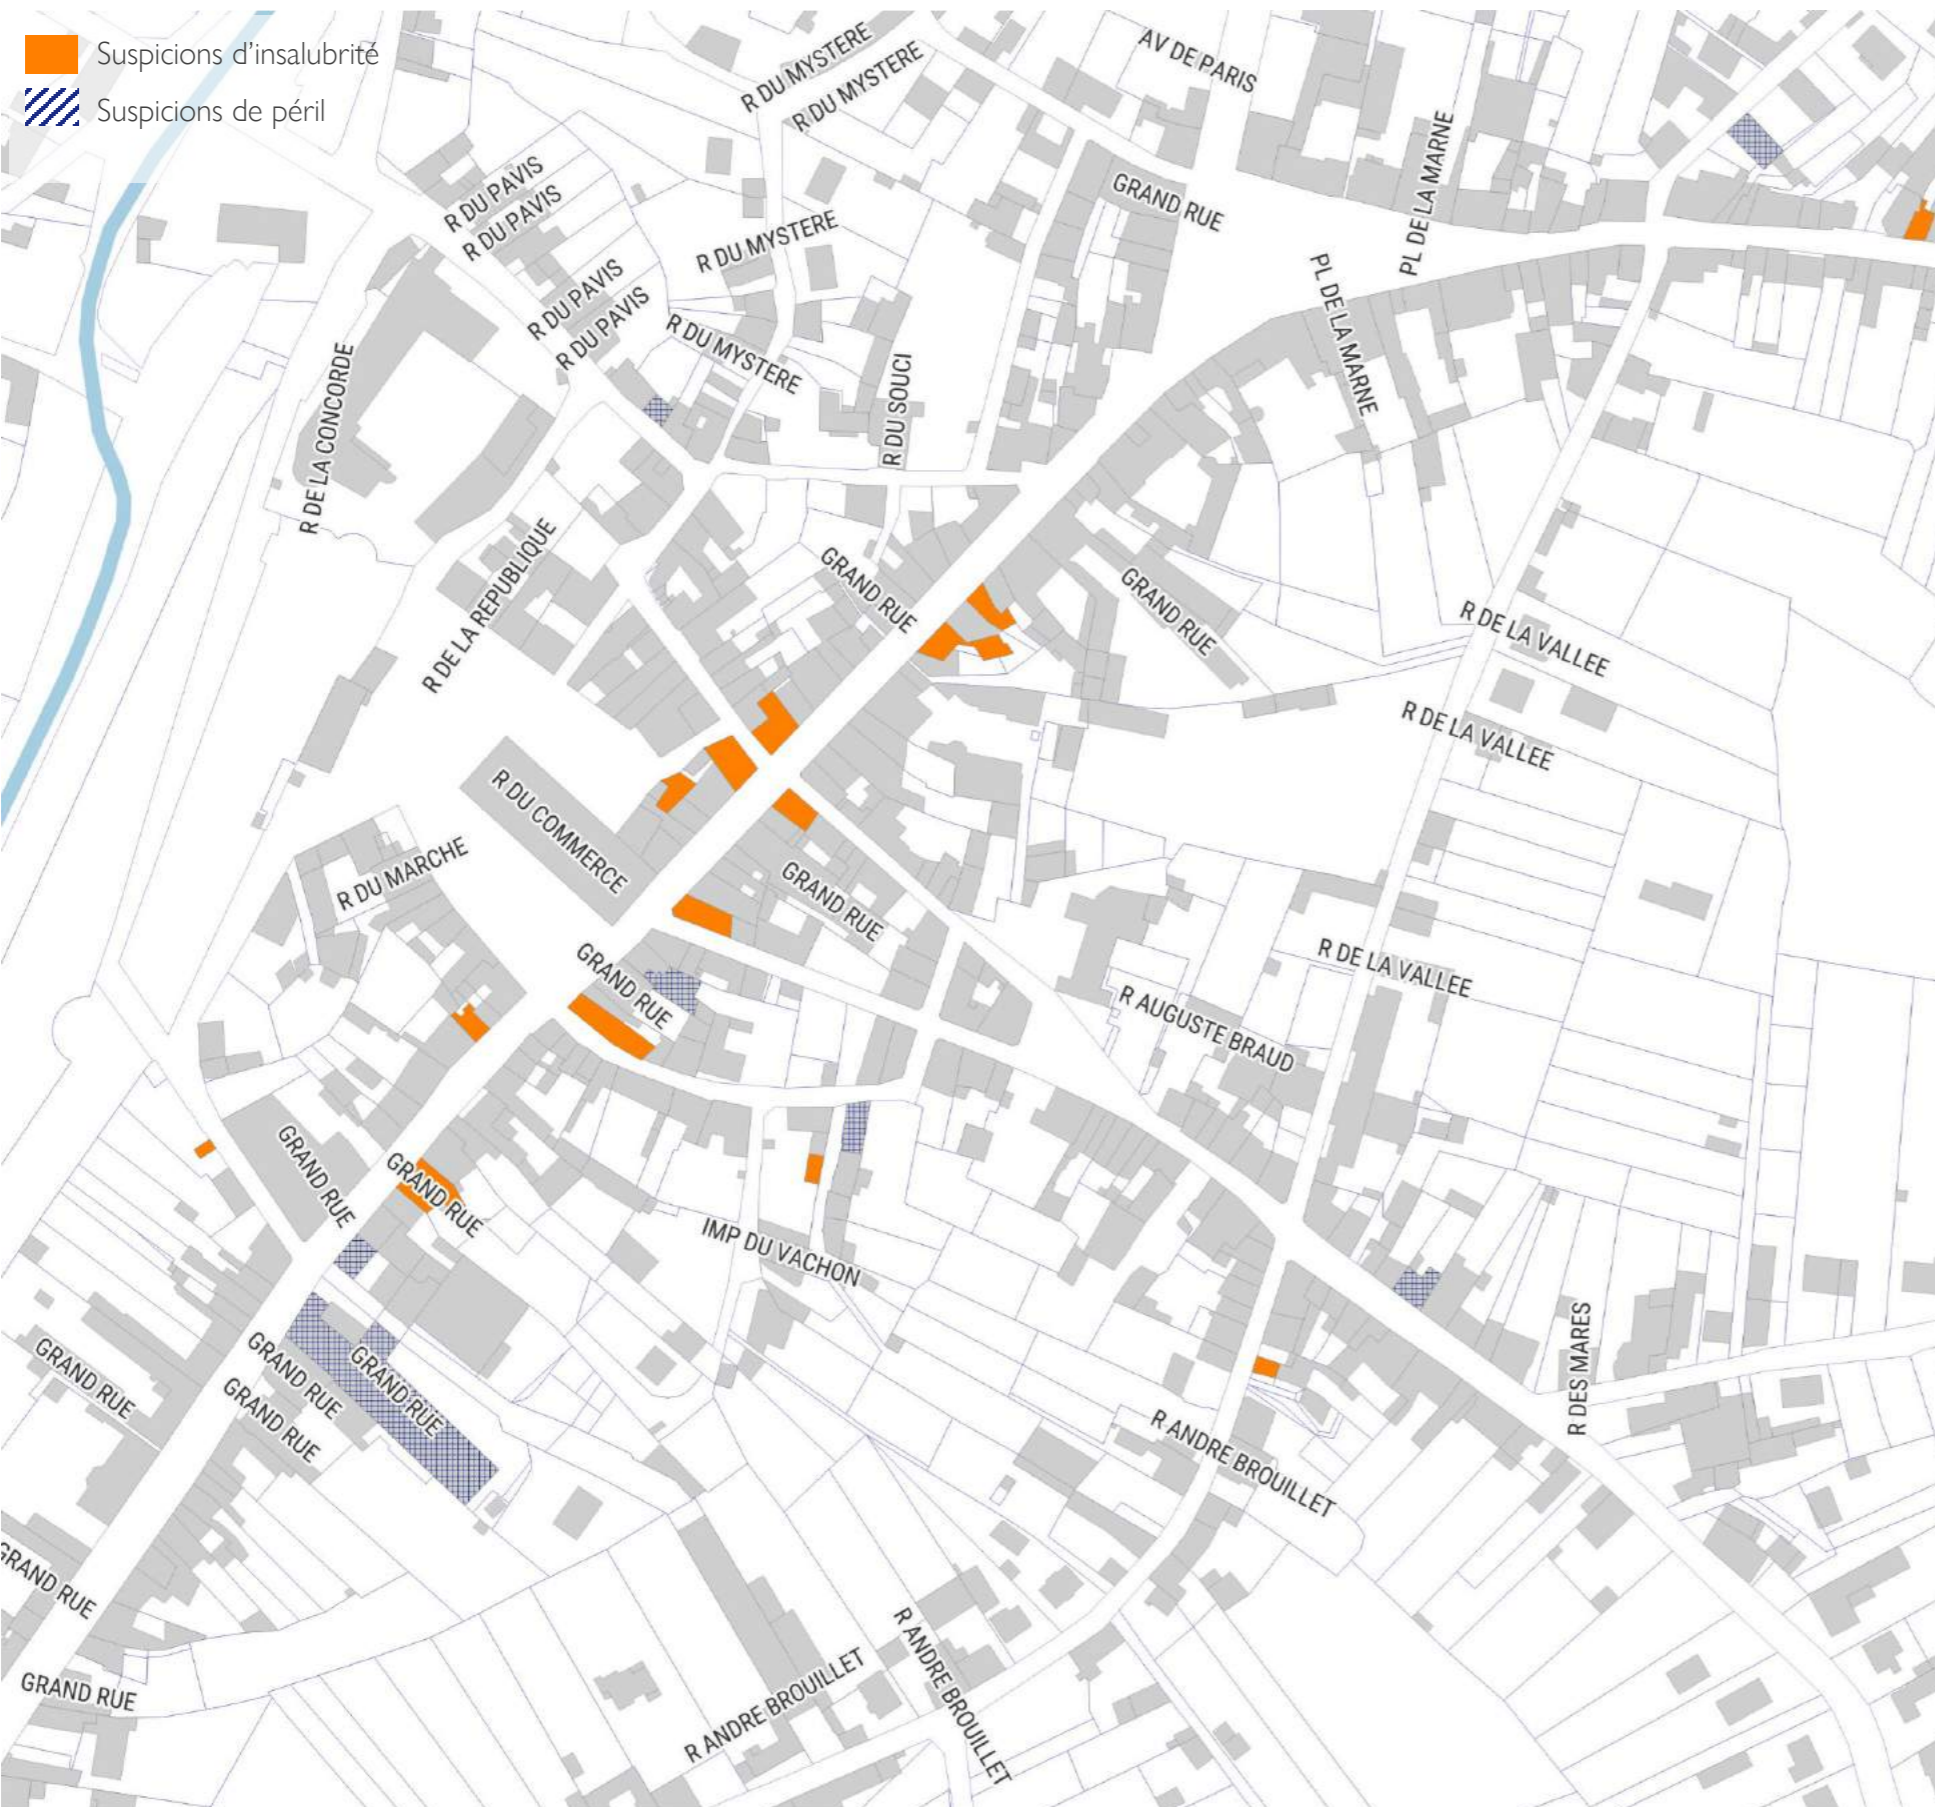 Suspicions d'insalubrité
Suspicions de péril
R DU MYSTERE
R DU MYSTERE
AV DE PARIS
PL DE LA MARNE
R DU PAVIS
R DU PAVIS
GRAND RUE
R DU MYSTERE
PL DE LA MARNE
R DU PAVIS
R DU PAVIS
R DU MYSTERE
R DE LA CONCORDE
R DU SOUCI
R DE LA REPUBLIQUE
GRAND RUE
GRAND RUE
R DE LA VALLEE
R DE LA VALLEE
R DU COMMERCE
R DU MARCHE
GRAND RUE
GRAND RUE
R DE LA VALLEE
R AUGUSTE BRAUD
GRAND RUE
GRAND RUE
IMP DU VACHON
GRAND RUE
GRAND RUE
GRAND RUE
GRAND RUE
R DES MARES
R ANDRE BROUILLET
GRAND RUE
R ANDRE BROUILLET
R ANDRE BROUILLET
GRAND RUE